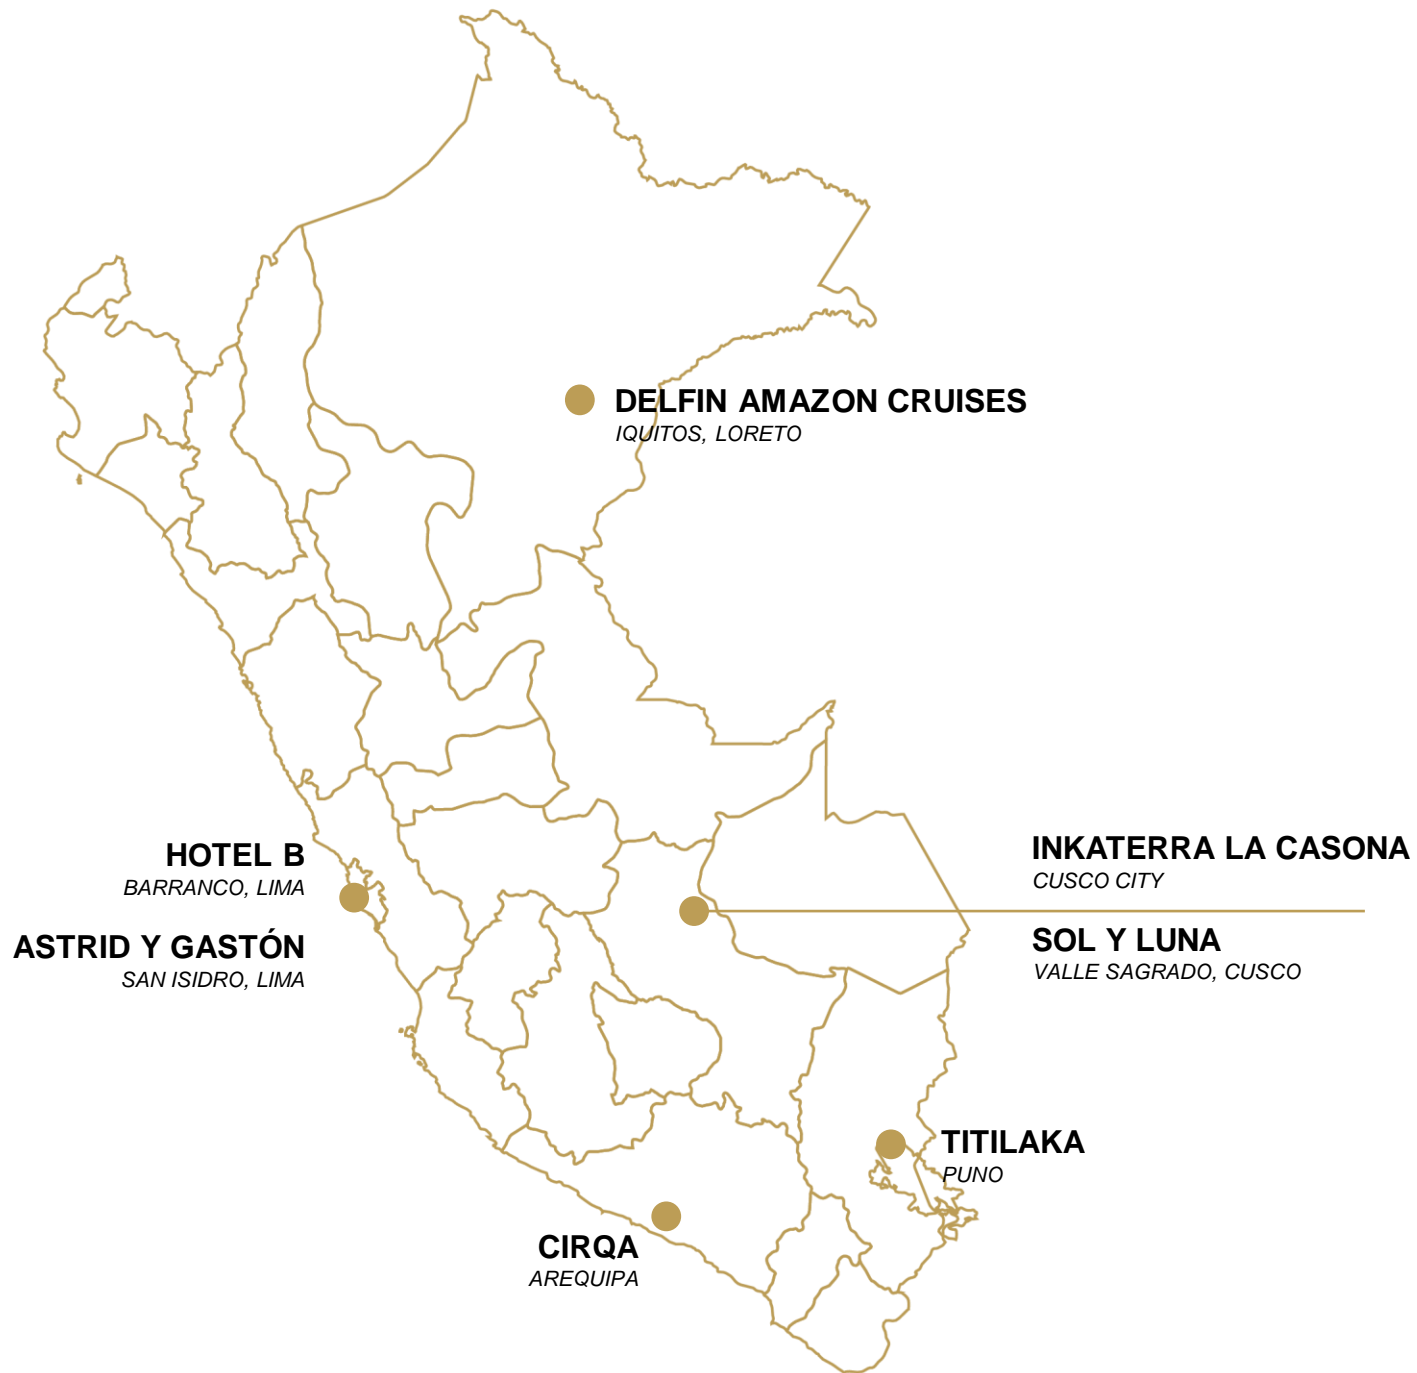 DELFIN AMAZON CRUISES
IQUITOS, LORETO
HOTEL B
BARRANCO, LIMA
ASTRID Y GASTÓN
SAN ISIDRO, LIMA
INKATERRA LA CASONA
CUSCO CITY
SOL Y LUNA
VALLE SAGRADO, CUSCO
TITILAKA
PUNO
CIRQA
AREQUIPA